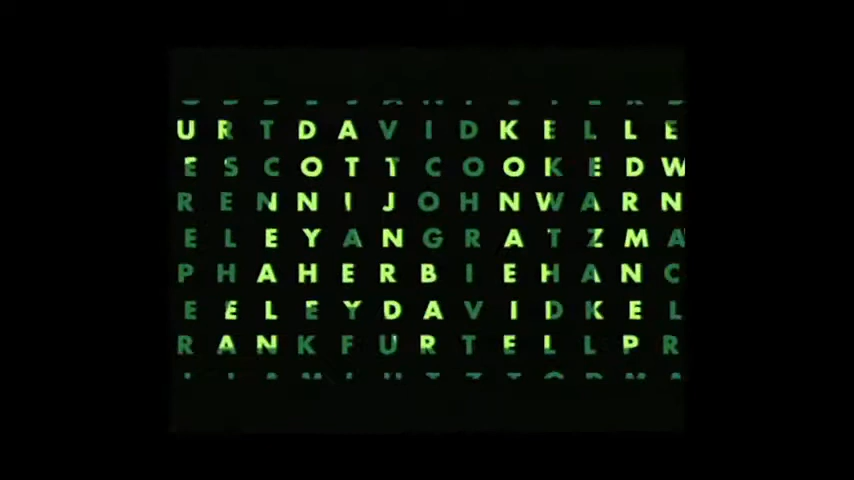 URTDAVIDKELLE
ESCOTTCOOKEDW
RENNIJOHNWARN
ELEYANGRATZMA
PHAHERBIEHANC
EELEYDAVIDKEL
RANKFURTELLPR